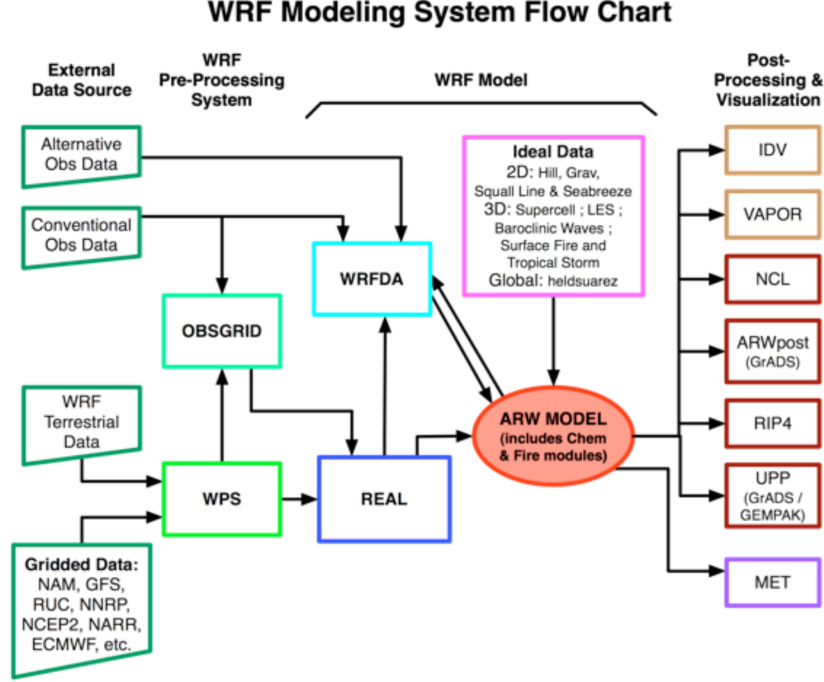 WRF Modeling System Flow Chart
External
Data Source
WRF
Pre-Processing
System
WRF Model
Post-
Processing &
Visualization
Alternative
Obs Data
Conventional
Obs Data
WRF
Terrestrial
Data
Gridded Data:
NAM, GFS,
RUC, NNRP,
NCEP2, NARR,
ECMWF, etc.
OBSGRID
WPS
WRFDA
REAL
Ideal Data
2D: Hill, Grav,
Squall Line & Seabreeze
3D: Supercell ; LES ;
Baroclinic Waves ;
Surface Fire and
Tropical Storm
Global: heldsuarez
ARW MODEL
(includes Chem
& Fire modules)
IDV
VAPOR
NCL
ARWpost
(GrADS)
RIP4
UPP
(GrADS /
GEMPAK)
MET